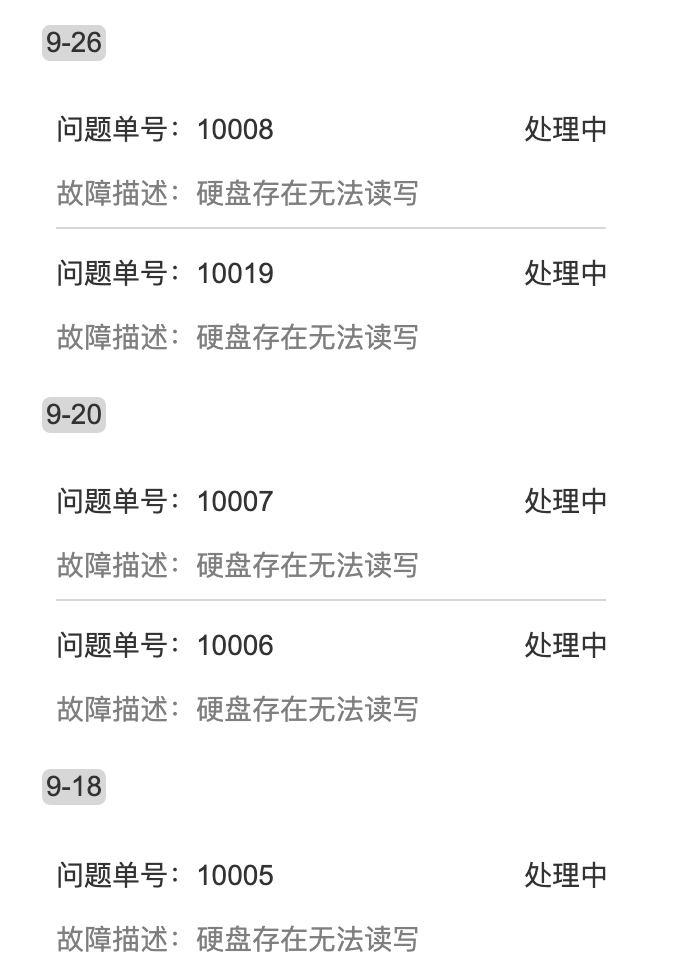 9-26
问题单号：10008 处理中
故障描述：硬盘存在无法读写
问题单号：10019 处理中
故障描述：硬盘存在无法读写
9-20
问题单号：10007 处理中
故障描述：硬盘存在无法读写
问题单号：10006 处理中
故障描述：硬盘存在无法读写
9-18
问题单号：10005 处理中
故障描述：硬盘存在无法读写